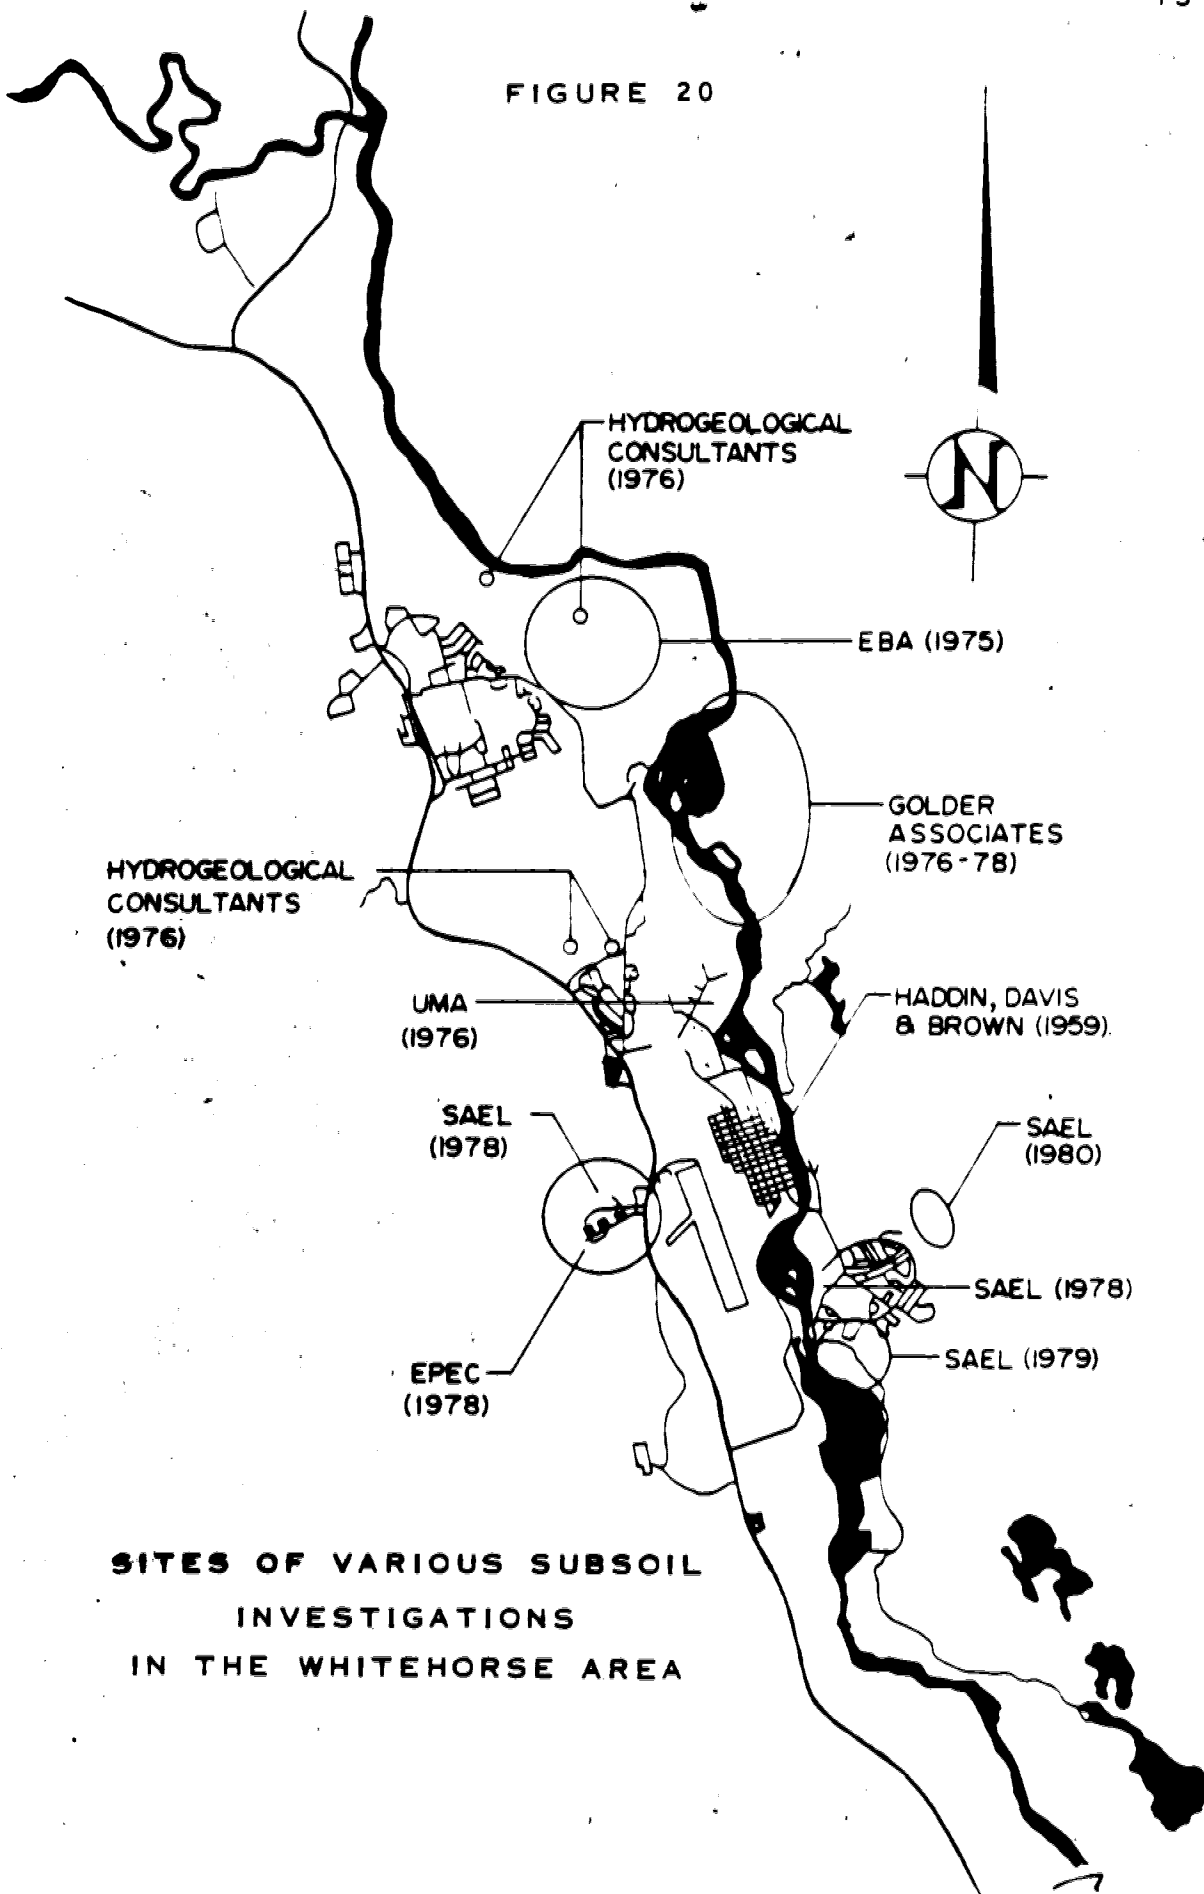 FIGURE 20
HYDROGEOLOGICAL
CONSULTANTS
(1976)
N
EBA (1975)
GOLDER
ASSOCIATES
(1976-78)
HYDROGEOLOGICAL
CONSULTANTS
(1976)
UMA
(1976)
HADDIN, DAVIS
& BROWN (1959)
SAEL
(1978)
SAEL
(1980)
SAEL (1978)
SAEL (1979)
EPEC
(1978)
SITES OF VARIOUS SUBSOIL
INVESTIGATIONS
IN THE WHITEHORSE AREA